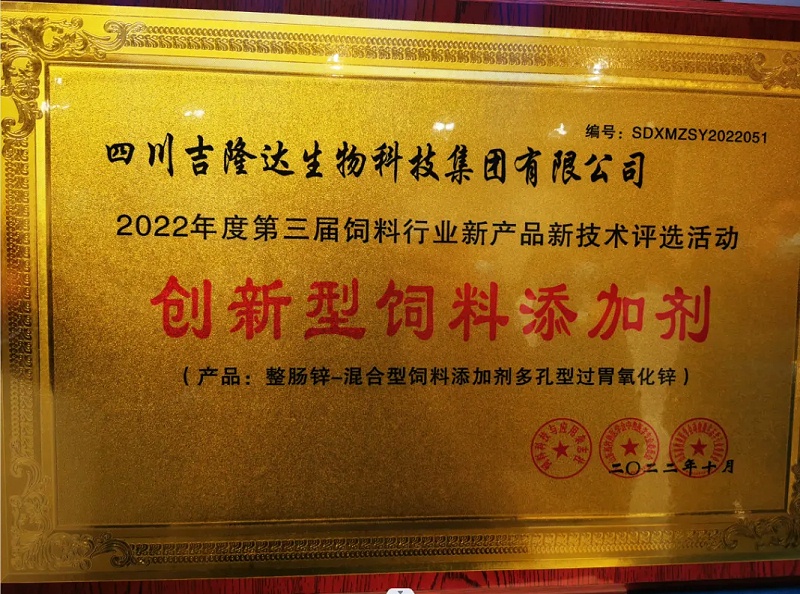 编号：SDXMZSY2022051
四川吉隆达生物科技集团有限公司
2022年度第三届饲料行业新产品新技术评选活动
创新型饲料添加剂
（产品：整肠锌-混合型饲料添加剂多孔型过胃氧化锌）
二〇二二年十月